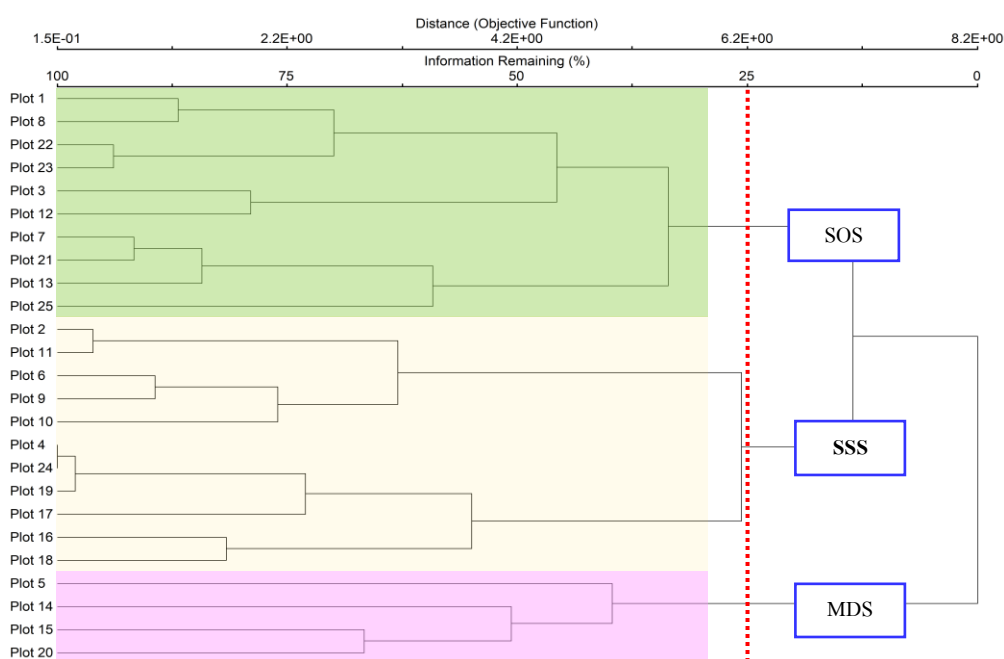 Distance (Objective Function)
1.5E-01 2.2E+00 4.2E+00 6.2E+00 8.2E+00
Information Remaining (%)
100 75 50 25 0
Plot 1
Plot 8
Plot 22
Plot 23
Plot 3
Plot 12
Plot 7
SOS
Plot 21
Plot 13
Plot 25
Plot 2
Plot 11
Plot 6
Plot 9
Plot 10
Plot 4
SSS
Plot 24
Plot 19
Plot 17
Plot 16
Plot 18
Plot 5
Plot 14
MDS
Plot 15
Plot 20